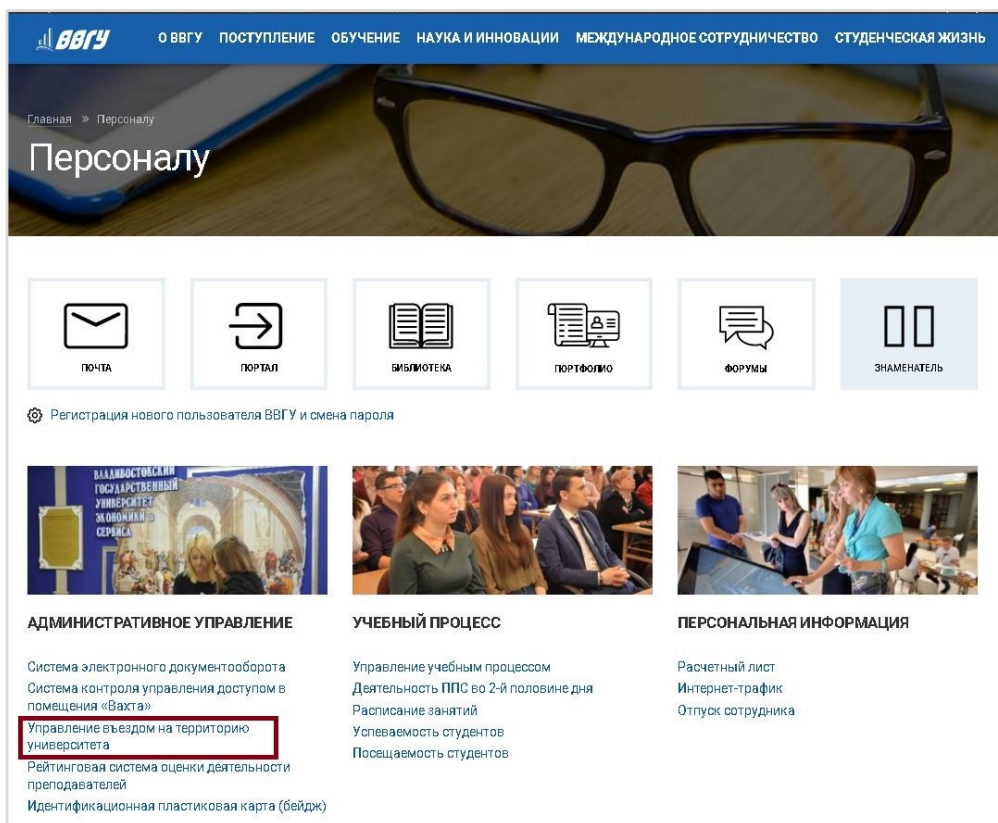 ВВГУ
О ВВГУ ПОСТУПЛЕНИЕ ОБУЧЕНИЕ НАУКА И ИННОВАЦИИ МЕЖДУНАРОДНОЕ СОТРУДНИЧЕСТВО СТУДЕНЧЕСКАЯ ЖИЗНЬ
Главная » Персоналу
Персоналу
ПОЧТА
ПОРТАЛ
БИБЛИОТЕКА
ПОРТФОЛИО
ФОРУМЫ
ЗНАМЕНАТЕЛЬ
Регистрация нового пользователя ВВГУ и смена пароля
ВЛАДИВОСТОКСКИЙ
ГОСУДАРСТВЕННЫЙ
УНИВЕРСИТЕТ
ЭКОНОМИКИ и
СЕРВИСА
АДМИНИСТРАТИВНОЕ УПРАВЛЕНИЕ
Система электронного документооборота
Система контроля управления доступом в
помещения «Вахта»
Управление въездом на территорию
университета
Рейтинговая система оценки деятельности
преподавателей
Идентификационная пластиковая карта (бейдж)
УЧЕБНЫЙ ПРОЦЕСС
Управление учебным процессом
Деятельность ППС во 2-й половине дня
Расписание занятий
Успеваемость студентов
Посещаемость студентов
ПЕРСОНАЛЬНАЯ ИНФОРМАЦИЯ
Расчетный лист
Интернет-трафик
Отпуск сотрудника